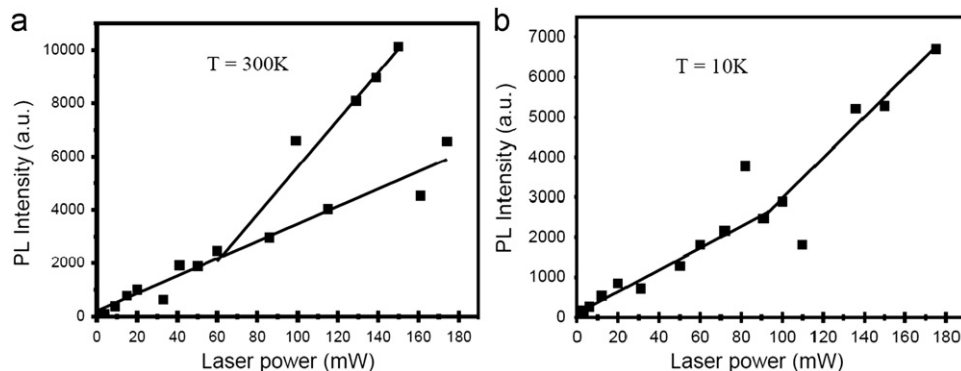 a
T = 300K
PL Intensity (a.u.)
10000
8000
6000
4000
2000
0
0 20 40 60 80 100 120 140 160 180
Laser power (mW)
b
T = 10K
PL Intensity (a.u.)
7000
6000
5000
4000
3000
2000
1000
0
0 20 40 60 80 100 120 140 160 180
Laser power (mW)